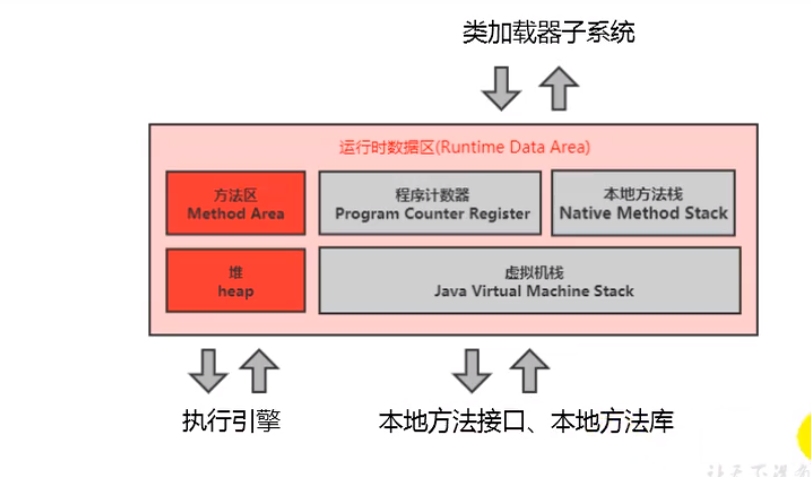 类加载器子系统
运行时数据区(Runtime Data Area)
方法区
Method Area
程序计数器
Program Counter Register
本地方法栈
Native Method Stack
堆
heap
虚拟机栈
Java Virtual Machine Stack
执行引擎
本地方法接口、本地方法库